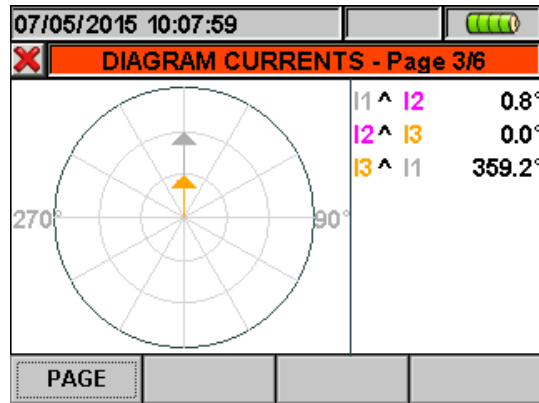 07/05/2015 10:07:59
DIAGRAM CURRENTS - Page 3/6
I1 ^ I2 0.8°
I2 ^ I3 0.0°
I3 ^ I1 359.2°
270° 90°
PAGE